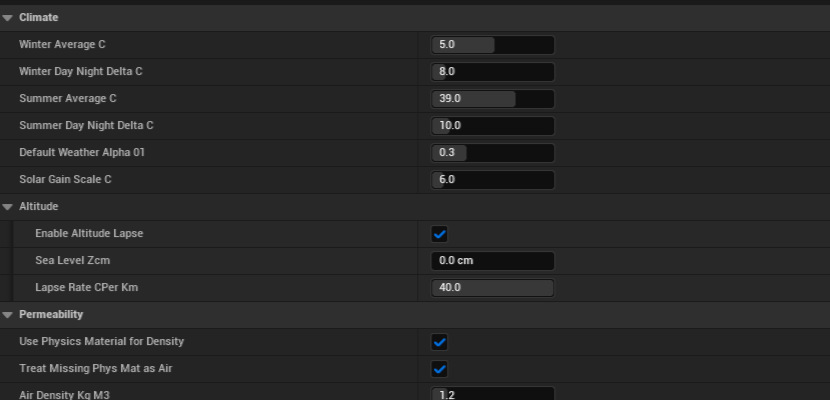 Climate
Winter Average C 5.0
Winter Day Night Delta C 8.0
Summer Average C 39.0
Summer Day Night Delta C 10.0
Default Weather Alpha 01 0.3
Solar Gain Scale C 6.0
Altitude
Enable Altitude Lapse
Sea Level Zcm 0.0 cm
Lapse Rate CPer Km 40.0
Permeability
Use Physics Material for Density
Treat Missing Phys Mat as Air
Air Density Kg M3 1.2